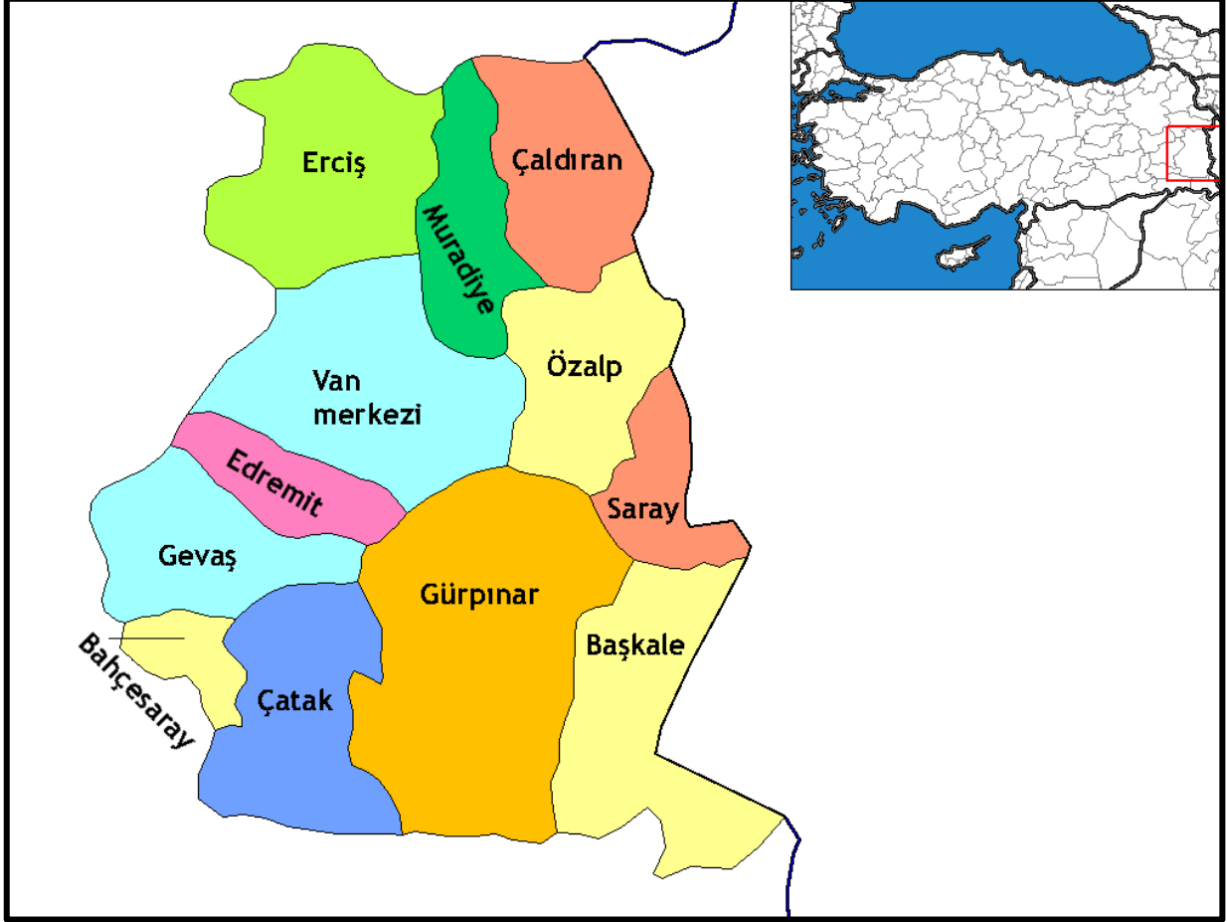 Erciş
Çaldıran
Muradiye
Özalp
Van
merkezi
Edremit
Saray
Gevaş
Gürpınar
Başkale
Bahçesaray
Çatak